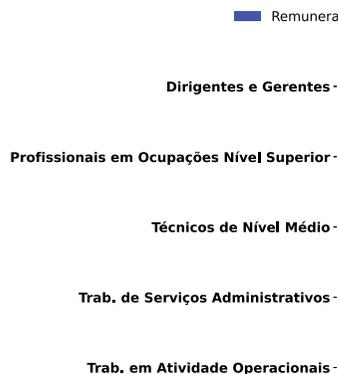 Remunera
Dirigentes e Gerentes
Profissionais em Ocupações Nível Superior
Técnicos de Nível Médio
Trab. de Serviços Administrativos
Trab. em Atividade Operacionais